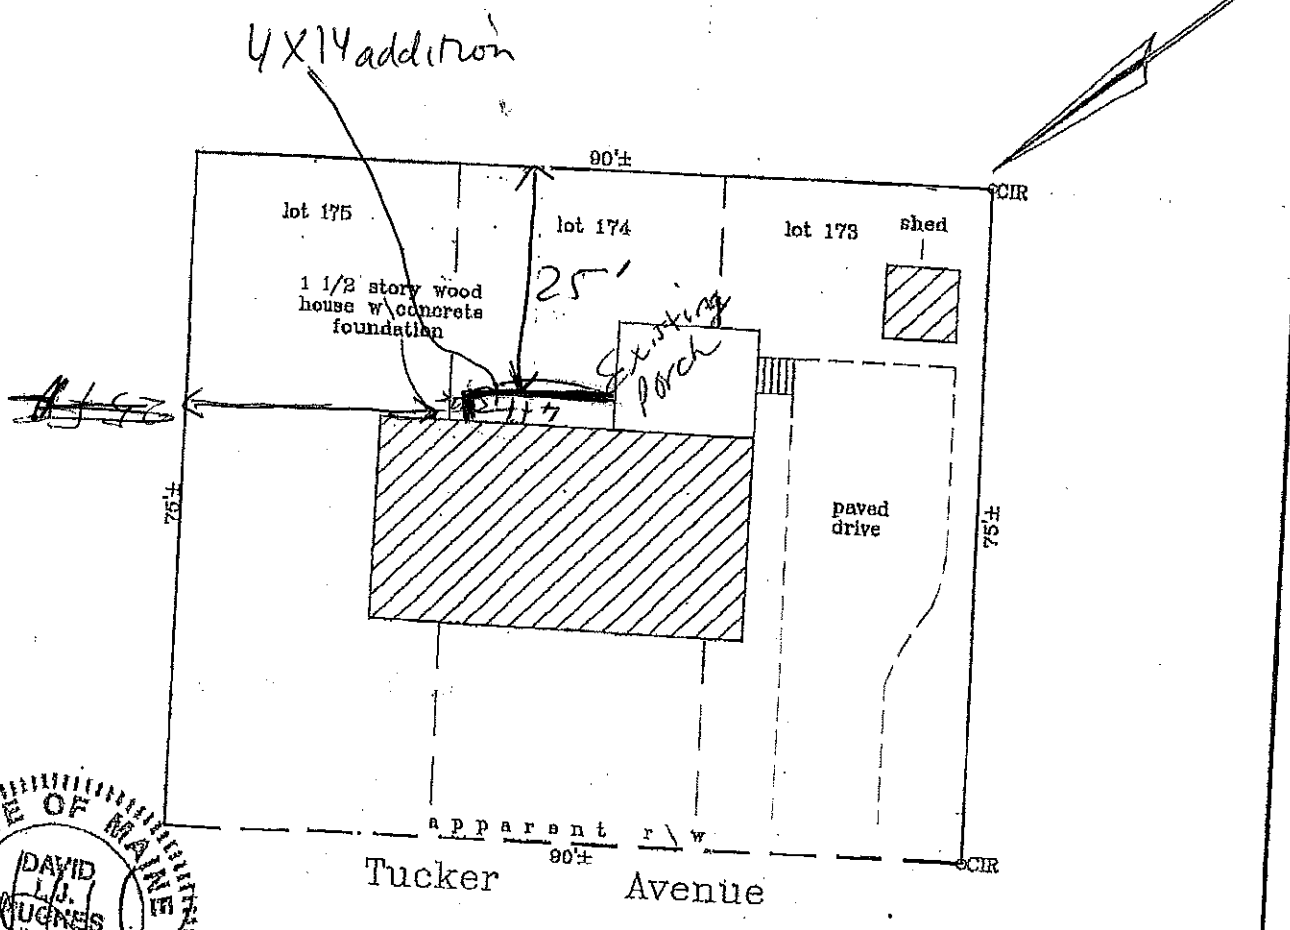 4X14 addition
90'±
CIR
lot 175
lot 174
lot 173
shed
25'
1 1/2 story wood
house w\concrete
foundation
Existing
Porch
75'±
paved
drive
75'±
apparent r\w
90'±
CIR
Tucker Avenue
OF MAINE
DAVID
L.J.